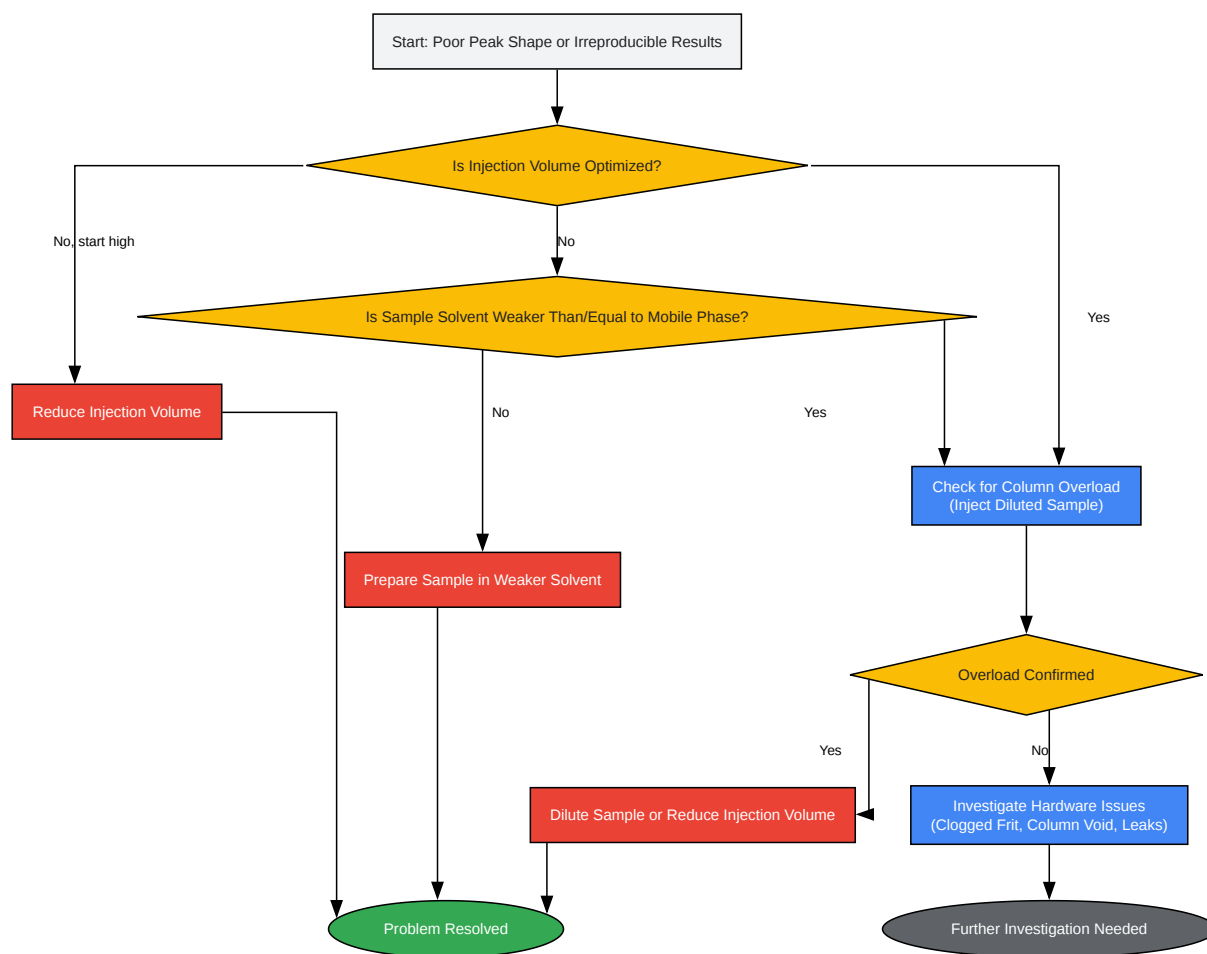 Start: Poor Peak Shape or Irreproducible Results
Is Injection Volume Optimized?
No, start high
No
Is Sample Solvent Weaker Than/Equal to Mobile Phase?
Yes
Reduce Injection Volume
No
Yes
Check for Column Overload
(Inject Diluted Sample)
Prepare Sample in Weaker Solvent
Overload Confirmed
Yes
No
Dilute Sample or Reduce Injection Volume
Investigate Hardware Issues
(Clogged Frit, Column Void, Leaks)
Problem Resolved
Further Investigation Needed